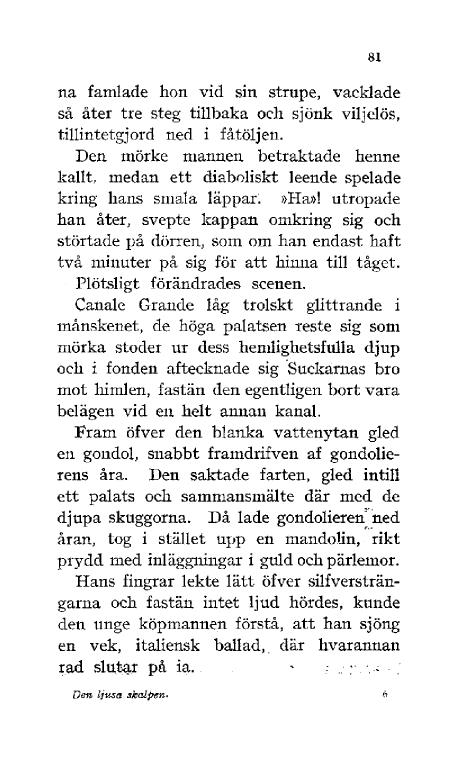 81
na famlade hon vid sin strupe, vacklade
så åter tre steg tillbaka och sjönk viljelös,
tillintetgjord ned i fåtöljen.
Den mörke mannen betraktade henne
kallt, medan ett diaboliskt leende spelade
kring hans smala läppar. »Ha»! utropade
han åter, svepte kappan omkring sig och
störtade på dörren, som om han endast haft
två minuter på sig för att hinna till tåget.
Plötsligt förändrades scenen.
Canale Grande låg trolskt glittrande i
månskenet, de höga palatsen reste sig som
mörka stoder ur dess hemlighetsfulla djup
och i fonden aftecknade sig Suckarnas bro
mot himlen, fastän den egentligen bort vara
belägen vid en helt annan kanal.
Fram öfver den blanka vattenytan gled
en gondol, snabbt framdrifven af gondolie-
rens åra. Den saktade farten, gled intill
ett palats och sammansmälte där med de
djupa skuggorna. Då lade gondolieren ned
åran, tog i stället upp en mandolin, rikt
prydd med inläggningar i guld och pärlemor.
Hans fingrar lekte lätt öfver silfversträn-
garna och fastän intet ljud hördes, kunde
den unge köpmannen förstå, att han sjöng
en vek, italiensk ballad, där hvarannan
rad slutar på ia.
Den ljusa skalpen. 6